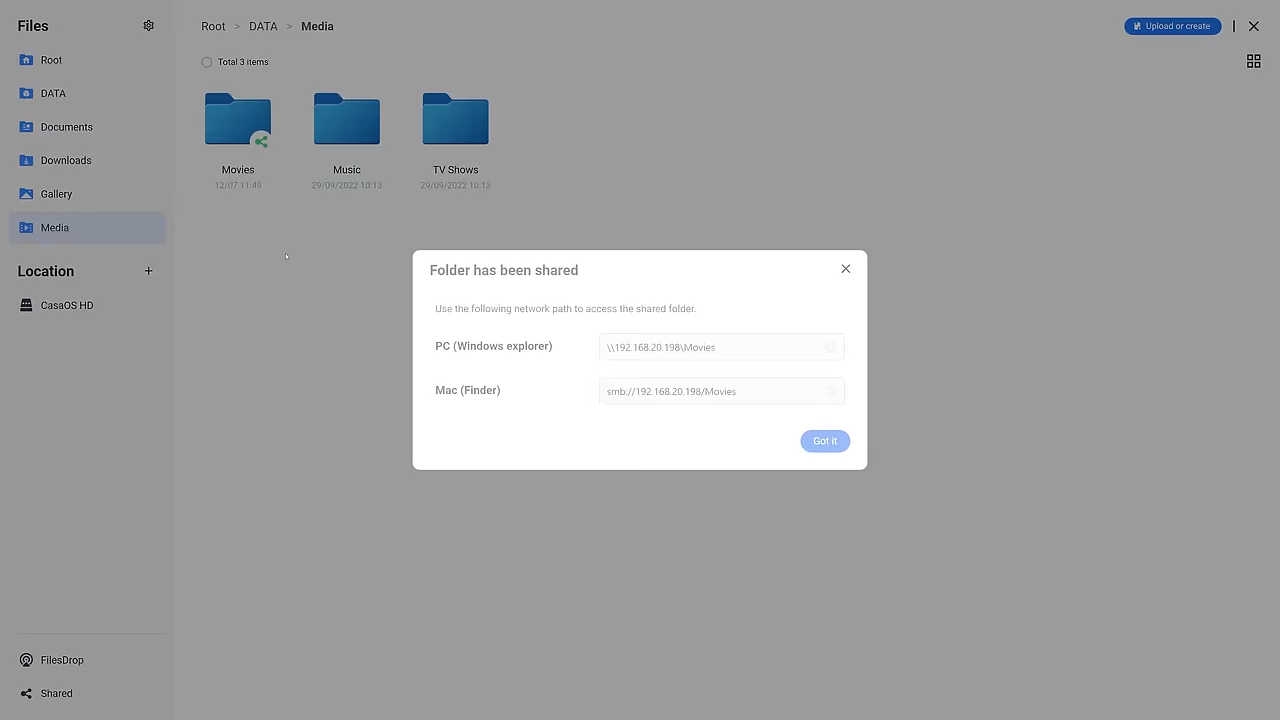 Files
Root
DATA
Documents
Downloads
Gallery
Media
Location +
CasaOS HD
FilesDrop
Shared
Root > DATA > Media
Upload or create
Total 3 items
Movies Music TV Shows
12/07 11:49 29/09/2022 10:13 29/09/2022 10:13
Folder has been shared
Use the following network path to access the shared folder.
PC (Windows explorer) \\192.168.20.198\Movies
Mac (Finder) smb://192.168.20.198/Movies
Got it